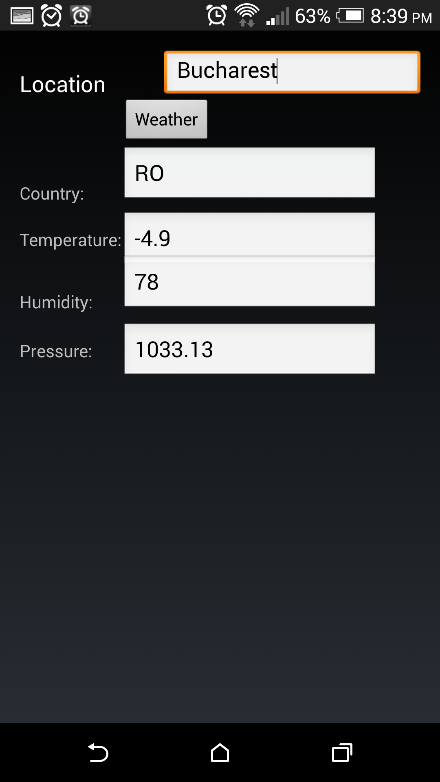 63% 8:39 PM
Location Bucharest
Weather
Country: RO
Temperature: -4.9
Humidity: 78
Pressure: 1033.13